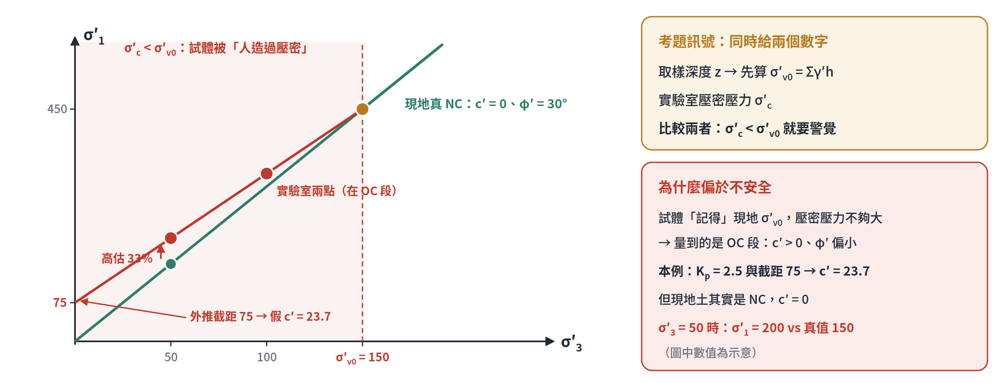 σ′1
σ′c < σ′v0：試體被「人造過壓密」
450
現地真 NC：c′ = 0、ϕ′ = 30°
實驗室兩點（在 OC 段）
高估 33%
75
外推截距 75 → 假 c′ = 23.7
σ′3
50
100
σ′v0 = 150
考題訊號：同時給兩個數字
取樣深度 z → 先算 σ′v0 = Σγ′h
實驗室壓密壓力 σ′c
比較兩者：σ′c < σ′v0 就要警覺
為什麼偏於不安全
試體「記得」現地 σ′v0，壓密壓力不夠大
→ 量到的是 OC 段：c′ > 0、ϕ′ 偏小
本例：Kp = 2.5 與截距 75 → c′ = 23.7
但現地土其實是 NC，c′ = 0
σ′3 = 50 時：σ′1 = 200 vs 真值 150
（圖中數值為示意）